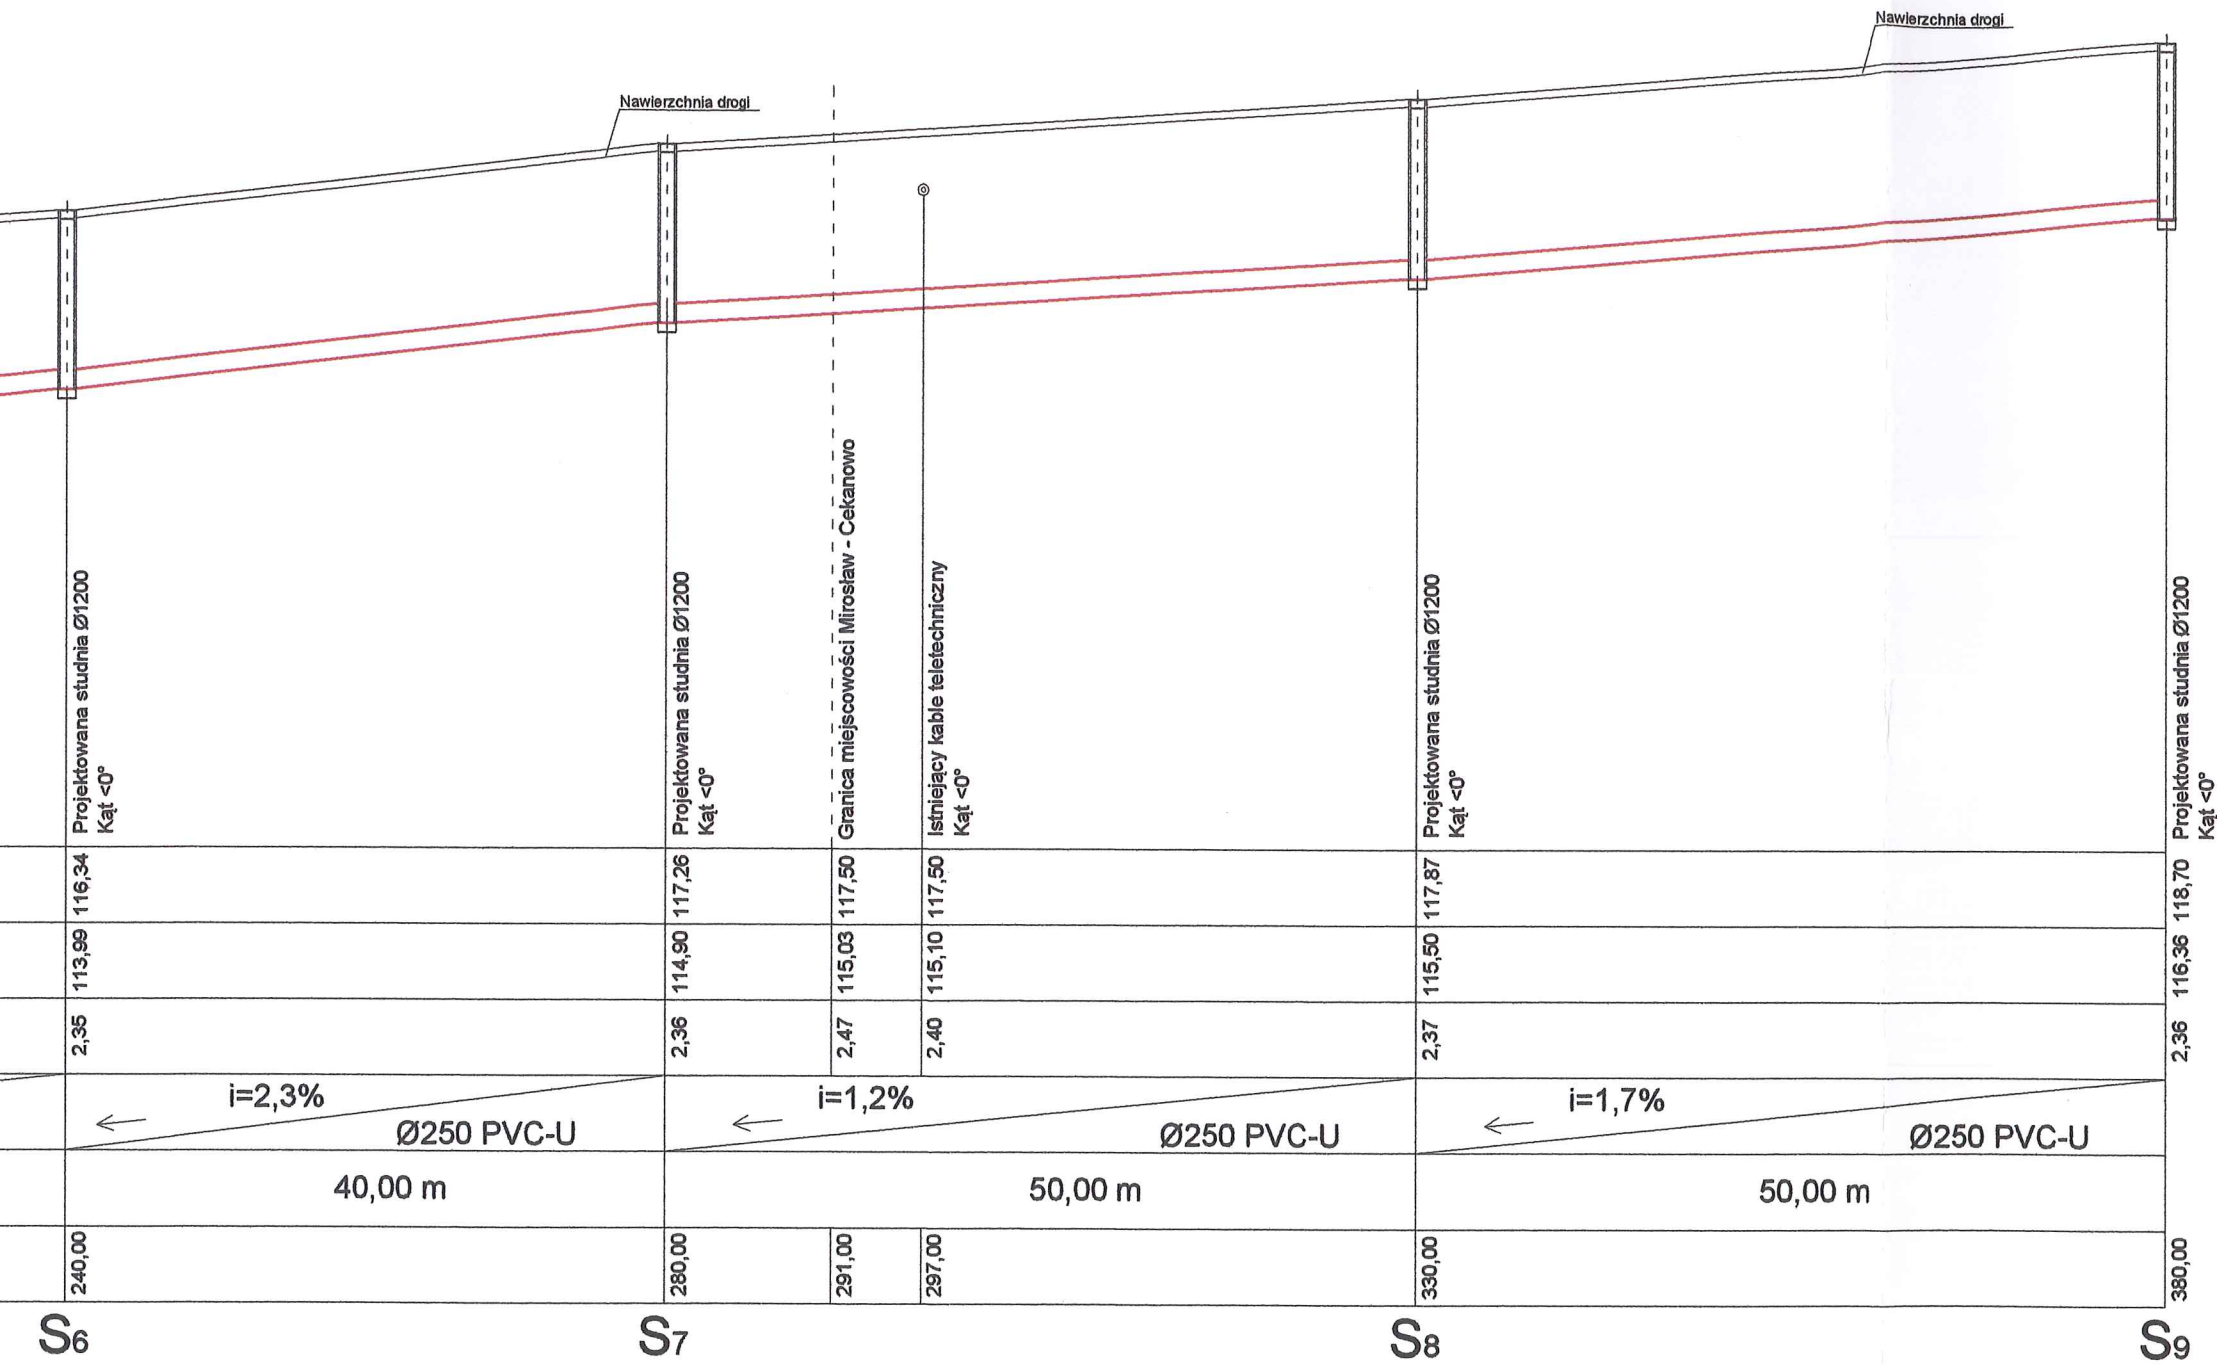 Nawierzchnia drogi
Nawierzchnia drogi
Projektowana studnia Ø1200
Kąt <0°
Projektowana studnia Ø1200
Kąt <0°
Granica miejscowości Mirosław - Cekanowo
Istniejący kable teletechniczny
Kąt <0°
Projektowana studnia Ø1200
Kąt <0°
Projektowana studnia Ø1200
Kąt <0°
116,34 117,26 117,50 117,50 117,87 118,70
113,99 114,90 115,03 115,10 115,50 116,36
2,35 2,36 2,47 2,40 2,37 2,36
i=2,3% i=1,2% i=1,7%
Ø250 PVC-U Ø250 PVC-U Ø250 PVC-U
40,00 m 50,00 m 50,00 m
240,00 280,00 291,00 297,00 330,00 380,00
S6 S7 S8 S9